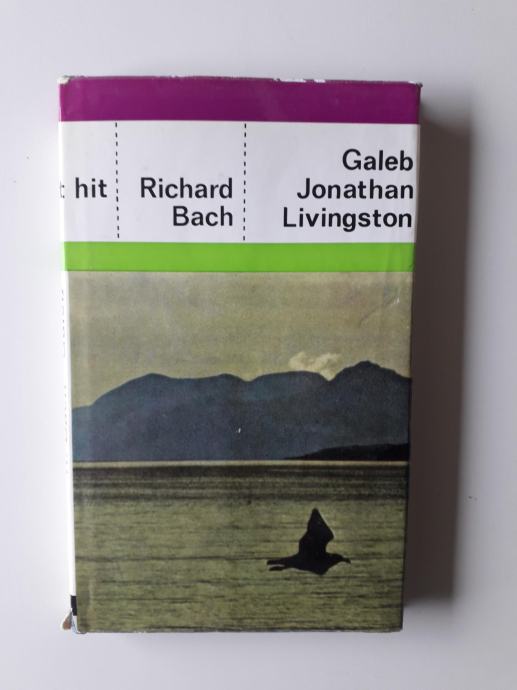 hit
Richard
Bach
Galeb
Jonathan
Livingston